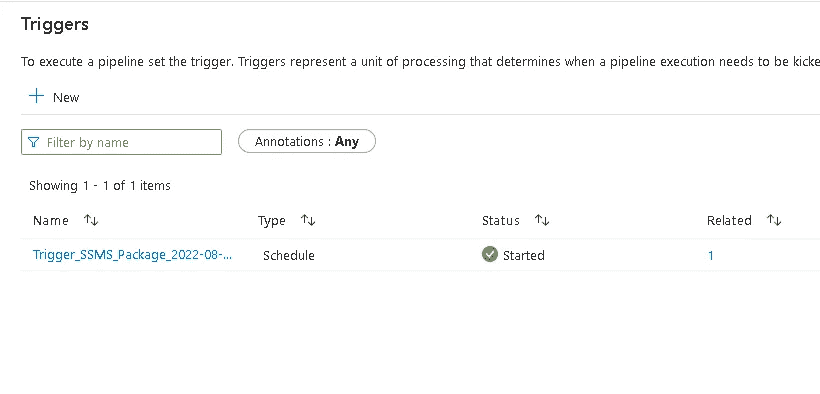 Triggers
To execute a pipeline set the trigger. Triggers represent a unit of processing that determines when a pipeline execution needs to be kicke
New
Filter by name
Annotations : Any
Showing 1 - 1 of 1 items
Name Type Status Related
Trigger_SSMS_Package_2022-08-... Schedule Started 1